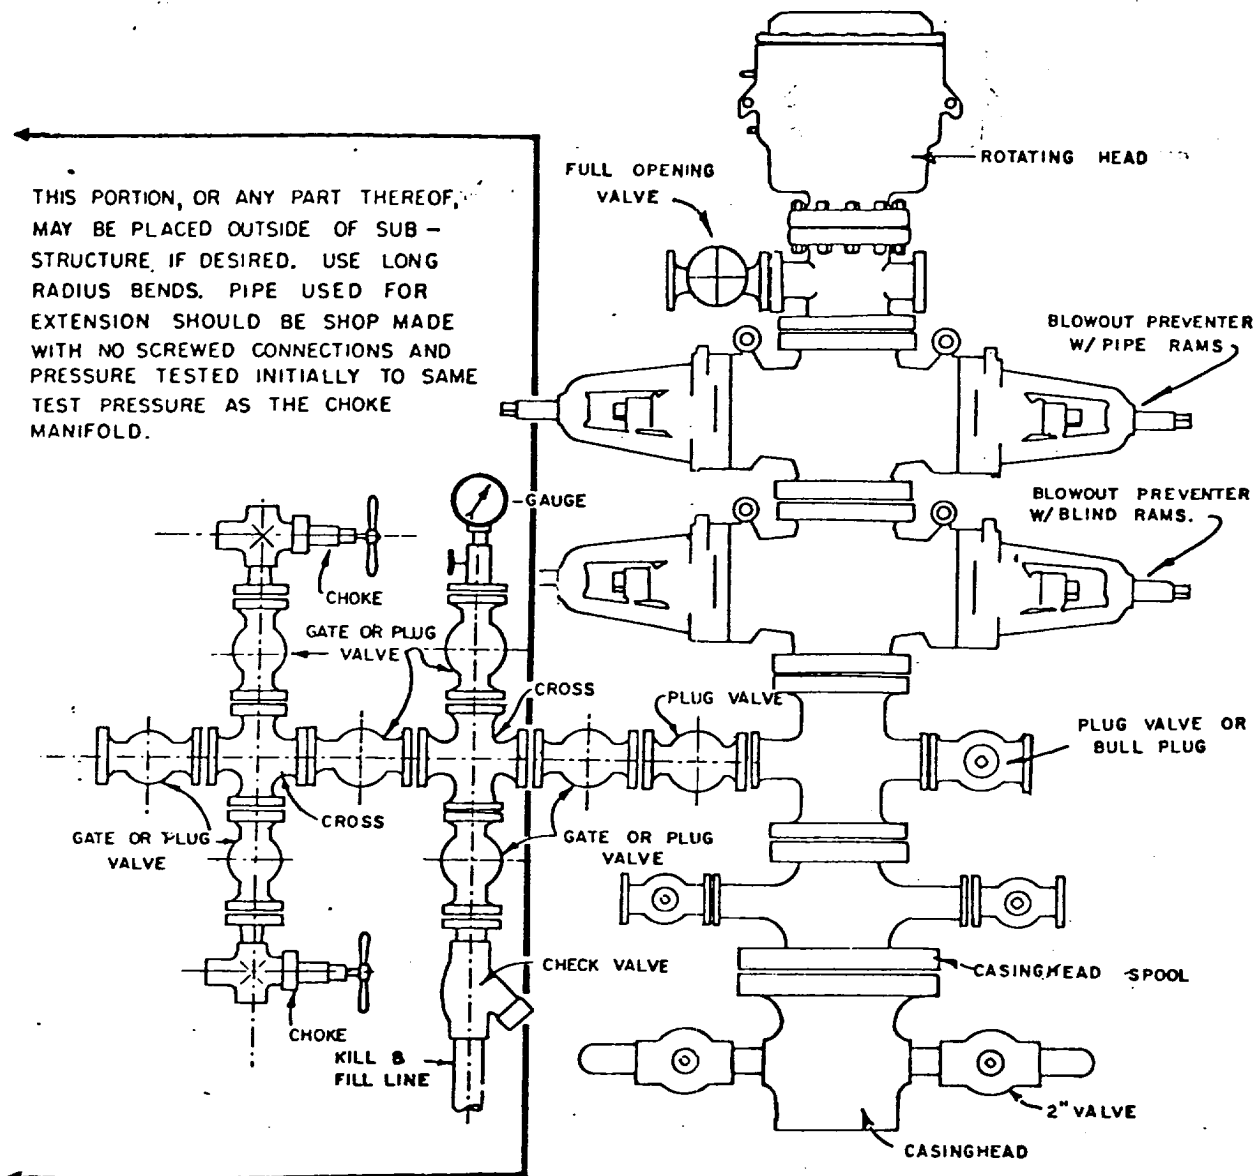 ROTATING HEAD
FULL OPENING
VALVE
THIS PORTION, OR ANY PART THEREOF,
MAY BE PLACED OUTSIDE OF SUB-
STRUCTURE IF DESIRED. USE LONG
RADIUS BENDS. PIPE USED FOR
EXTENSION SHOULD BE SHOP MADE
WITH NO SCREWED CONNECTIONS AND
PRESSURE TESTED INITIALLY TO SAME
TEST PRESSURE AS THE CHOKE
MANIFOLD.
BLOWOUT PREVENTER
W/ PIPE RAMS
GAUGE
BLOWOUT PREVENTER
W/ BLIND RAMS.
CHOKE
GATE OR PLUG
VALVE
CROSS
PLUG VALVE
PLUG VALVE OR
BULL PLUG
CROSS
GATE OR PLUG
VALVE
GATE OR PLUG
VALVE
CHECK VALVE
CASINGHEAD SPOOL
CHOKE
KILL &
FILL LINE
2" VALVE
CASINGHEAD